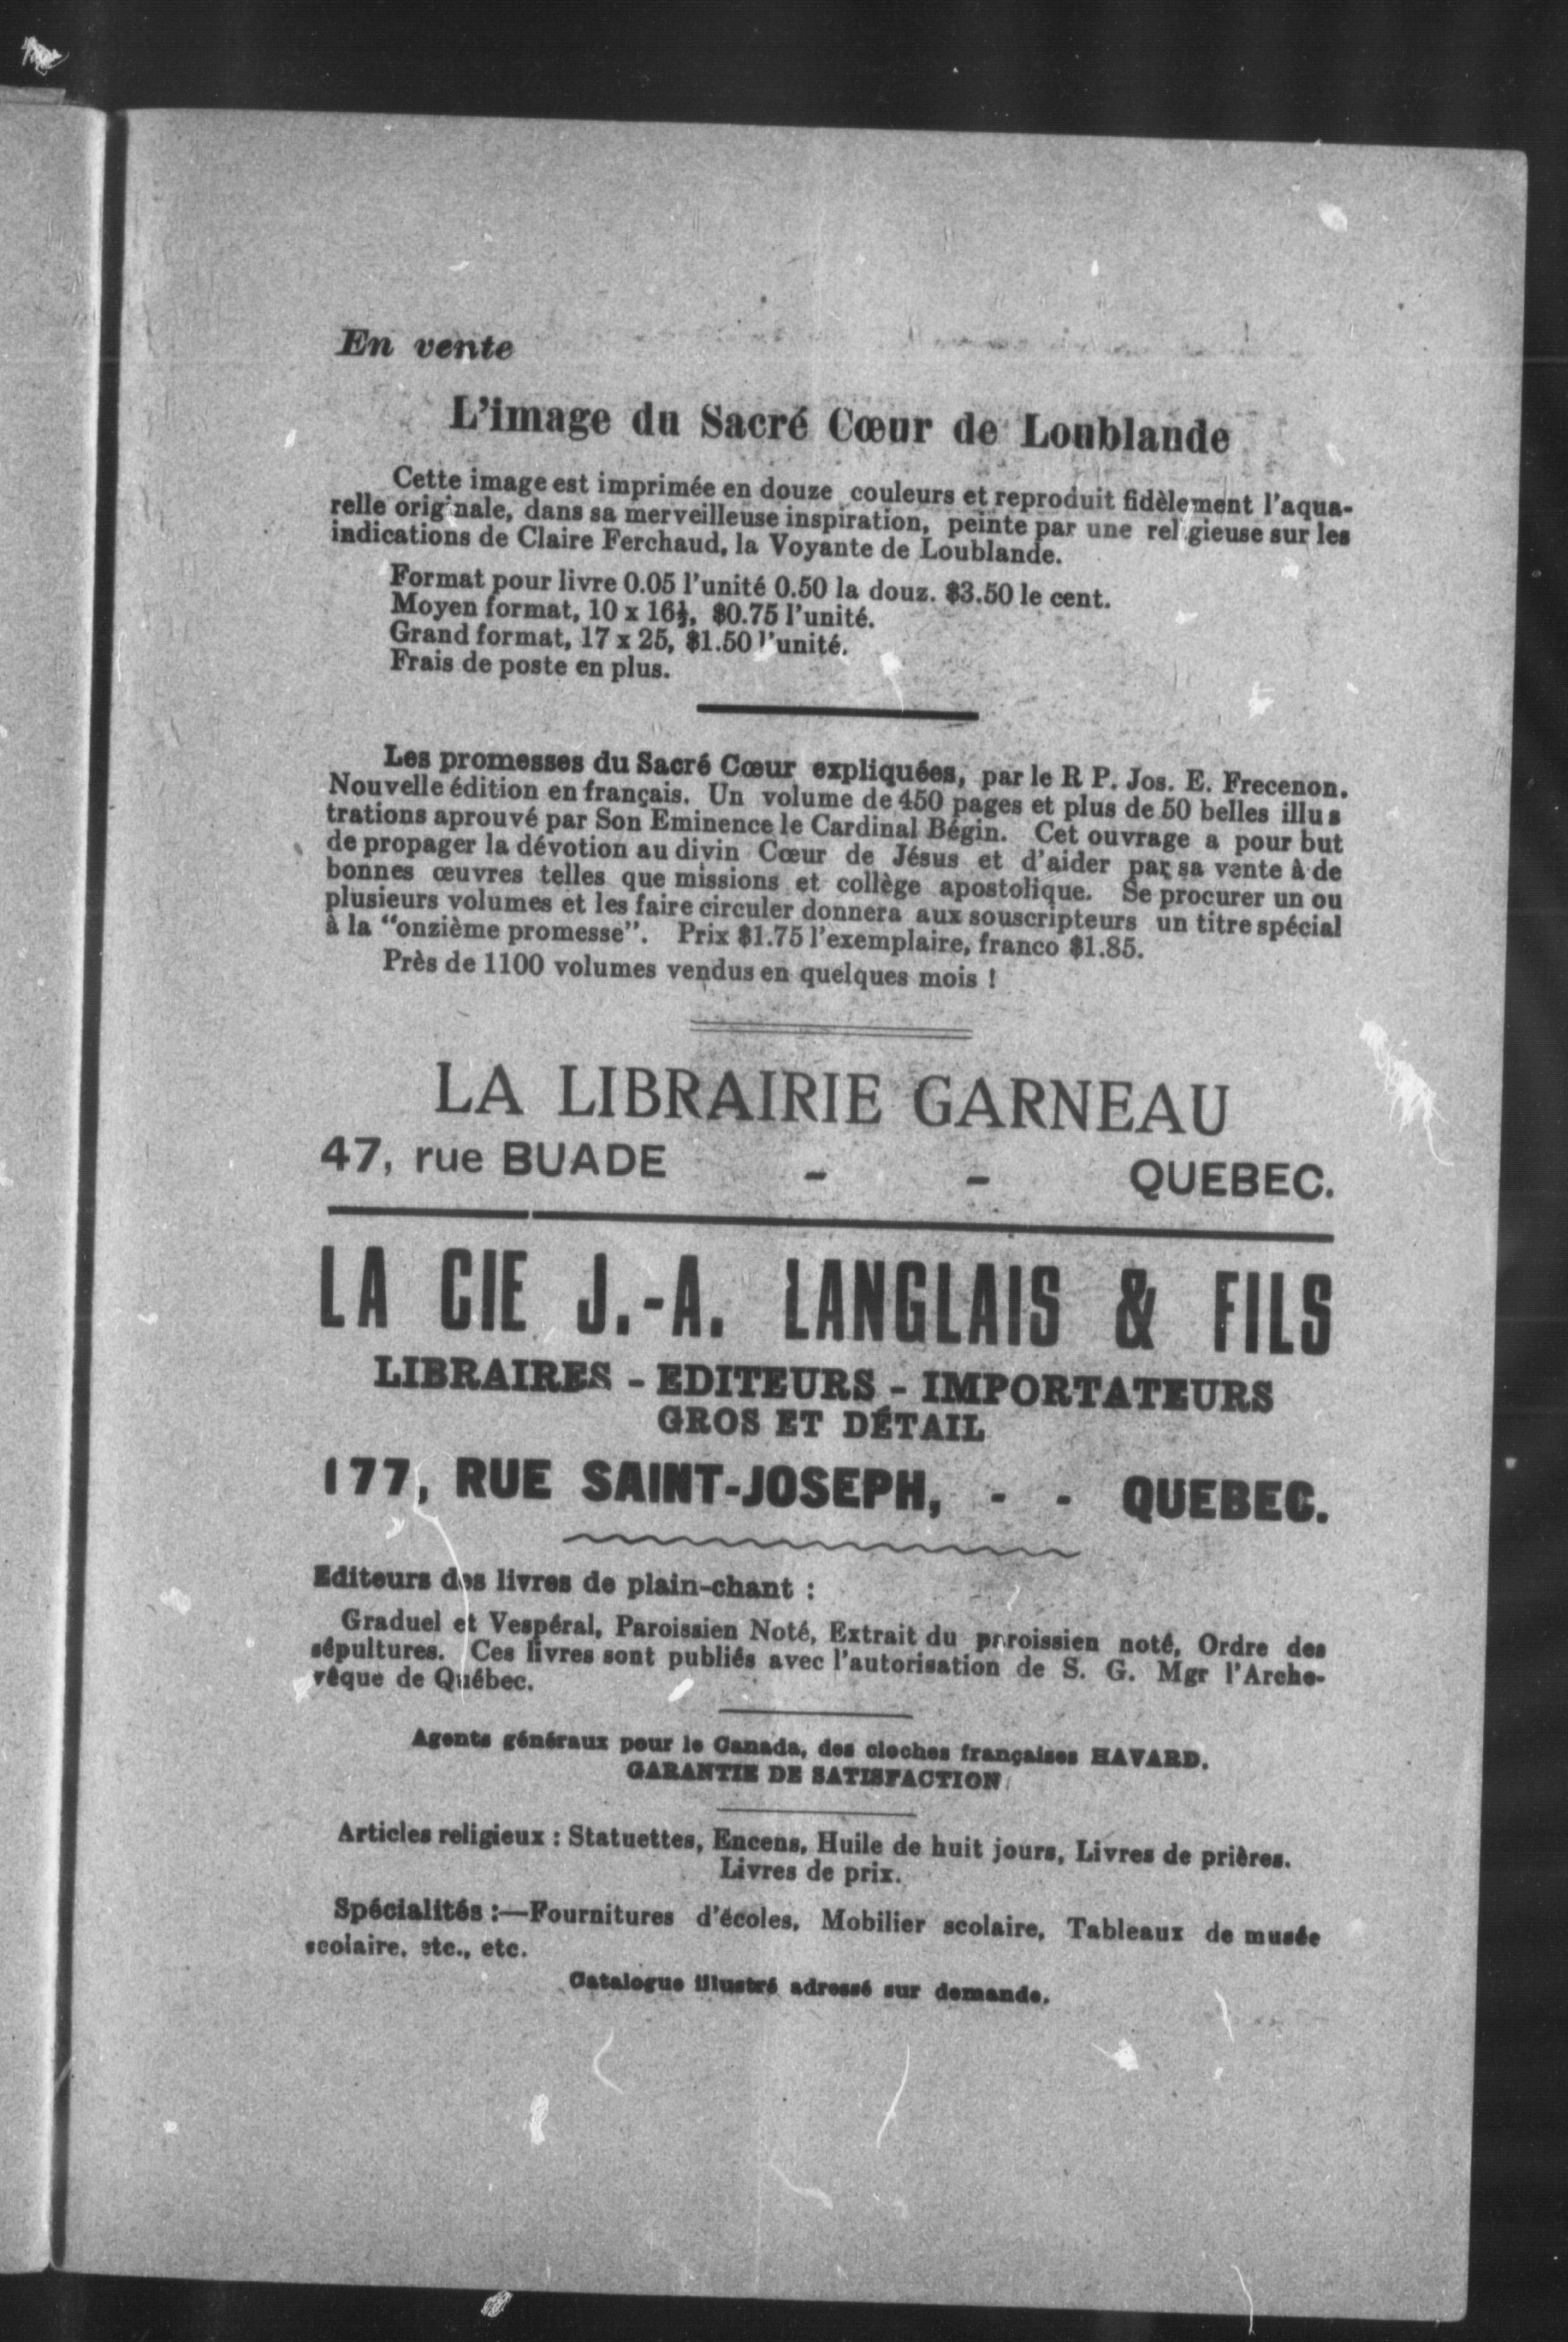 En vente
L'image du Sacré Cœur de Loublande
Cette image est imprimée en douze couleurs et reproduit fidèlement l'aqua-
relle originale, dans sa merveilleuse inspiration, peinte par une religieuse sur les
indications de Claire Ferchaud, la Voyante de Loublande.
Format pour livre 0.05 l'unité 0.50 la douz. $3.50 le cent.
Moyen format, 10 x 16½, $0.75 l'unité.
Grand format, 17 x 25, $1.50 l'unité.
Frais de poste en plus.
Les promesses du Sacré Cœur expliquées, par le R P. Jos. E. Frecenon.
Nouvelle édition en français. Un volume de 450 pages et plus de 50 belles illus
trations aprouvé par Son Eminence le Cardinal Bégin. Cet ouvrage a pour but
de propager la dévotion au divin Cœur de Jésus et d'aider par sa vente à de
bonnes œuvres telles que missions et collège apostolique. Se procurer un ou
plusieurs volumes et les faire circuler donnera aux souscripteurs un titre spécial
à la "onzième promesse". Prix $1.75 l'exemplaire, franco $1.85.
Près de 1100 volumes vendus en quelques mois !
LA LIBRAIRIE GARNEAU
47, rue BUADE - - QUEBEC.
LA CIE J.-A. LANGLAIS & FILS
LIBRAIRES - EDITEURS - IMPORTATEURS
GROS ET DÉTAIL
177, RUE SAINT-JOSEPH, - - QUEBEC.
Editeurs des livres de plain-chant :
Graduel et Vespéral, Paroissien Noté, Extrait du paroissien noté, Ordre des
sépultures. Ces livres sont publiés avec l'autorisation de S. G. Mgr l'Arche-
vêque de Québec.
Agents généraux pour le Canada, des cloches françaises HAVARD.
GARANTIE DE SATISFACTION
Articles religieux : Statuettes, Encens, Huile de huit jours, Livres de prières.
Livres de prix.
Spécialités :—Fournitures d'écoles, Mobilier scolaire, Tableaux de musée
scolaire, etc., etc.
Catalogue illustré adressé sur demande.